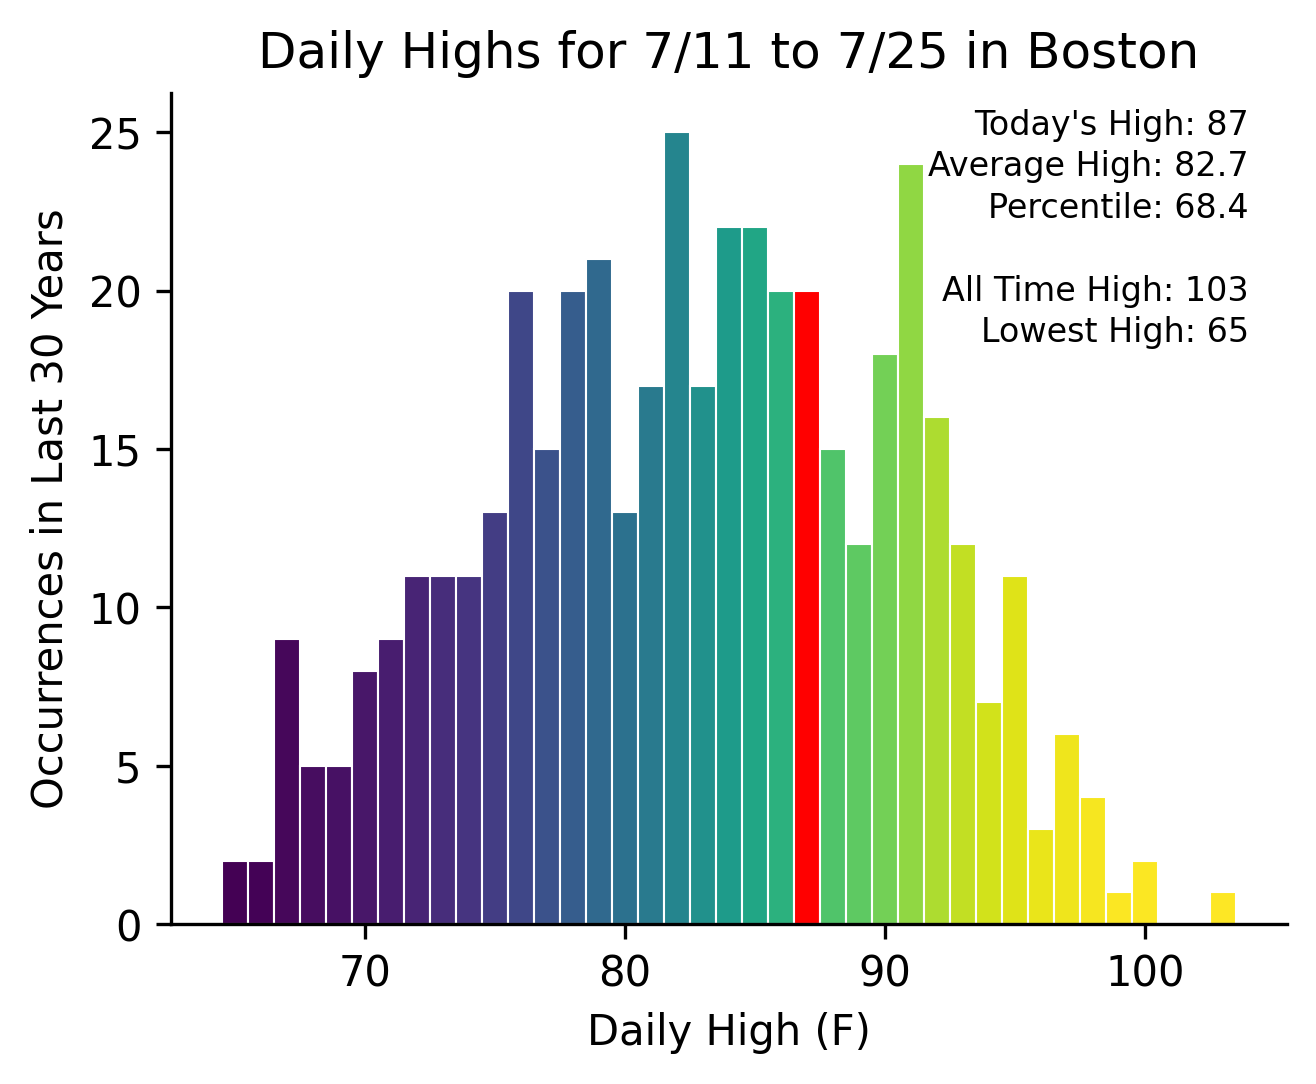 Daily Highs for 7/11 to 7/25 in Boston
Today's High: 87
Average High: 82.7
Percentile: 68.4
All Time High: 103
Lowest High: 65
Occurrences in Last 30 Years
25
20
15
10
5
0
70 80 90 100
Daily High (F)